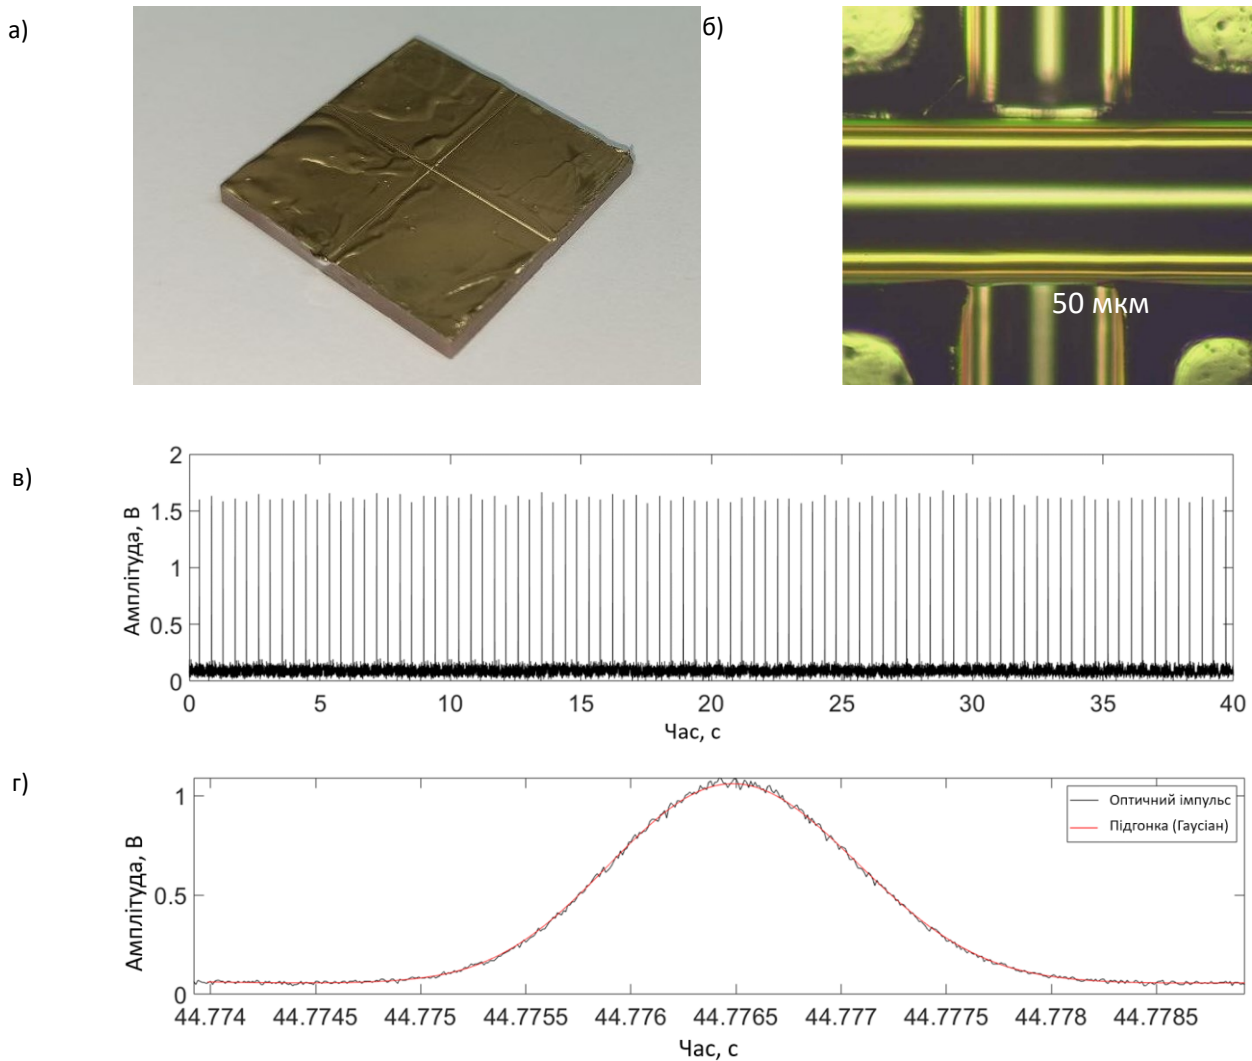 а)
б)
50 мкм
в)
Амплітуда, В
2
1.5
1
0.5
0
0 5 10 15 20 25 30 35 40
Час, с
г)
Амплітуда, В
1
0.5
0
Оптичний імпульс
Підгонка (Гаусіан)
44.774 44.7745 44.775 44.7755 44.776 44.7765 44.777 44.7775 44.778 44.7785
Час, с